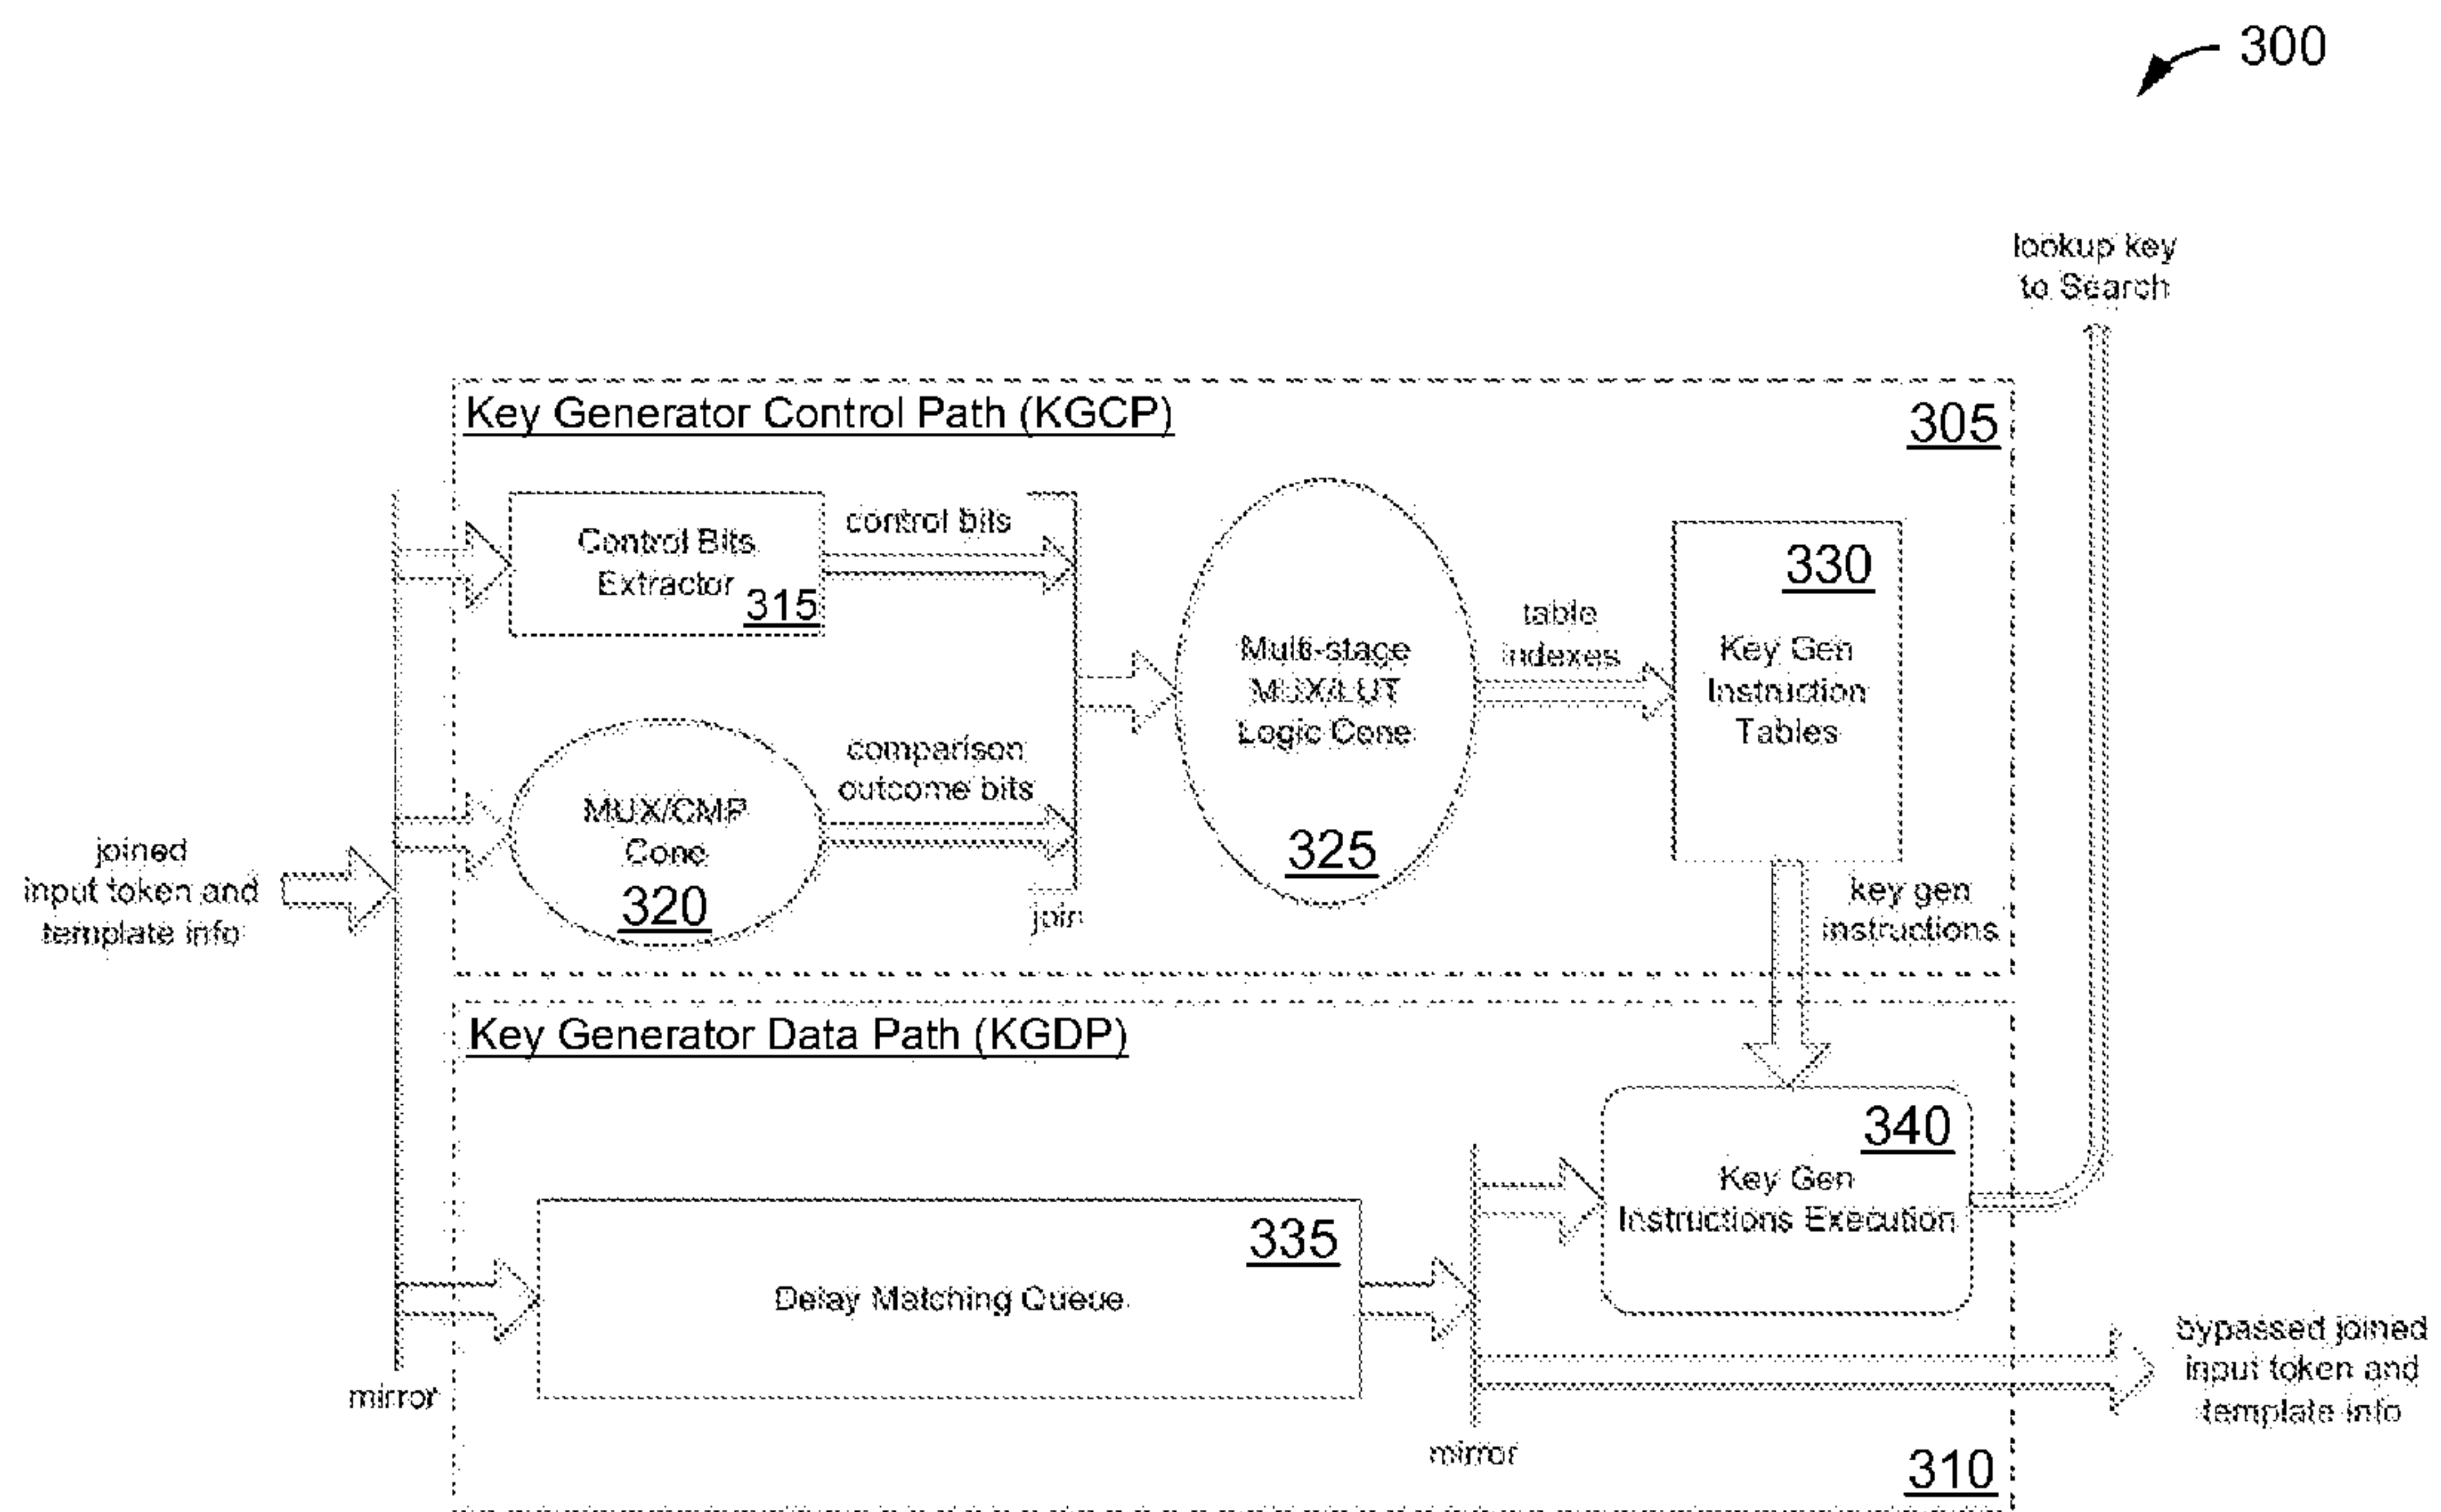 300
lookup key
to Search
Key Generator Control Path (KGCP)
305
Control Bits
Extractor
315
control bits
Multi-stage
MUX/LUT
Logic Cone
325
table
indexes
330
Key Gen
Instruction
Tables
MUX/CMP
Cone
320
comparison
outcome bits
join
joined
input token and
template info
key gen
instructions
Key Generator Data Path (KGDP)
340
Key Gen
Instructions Execution
335
Delay Matching Queue
mirror
mirror
bypassed joined
input token and
template info
310